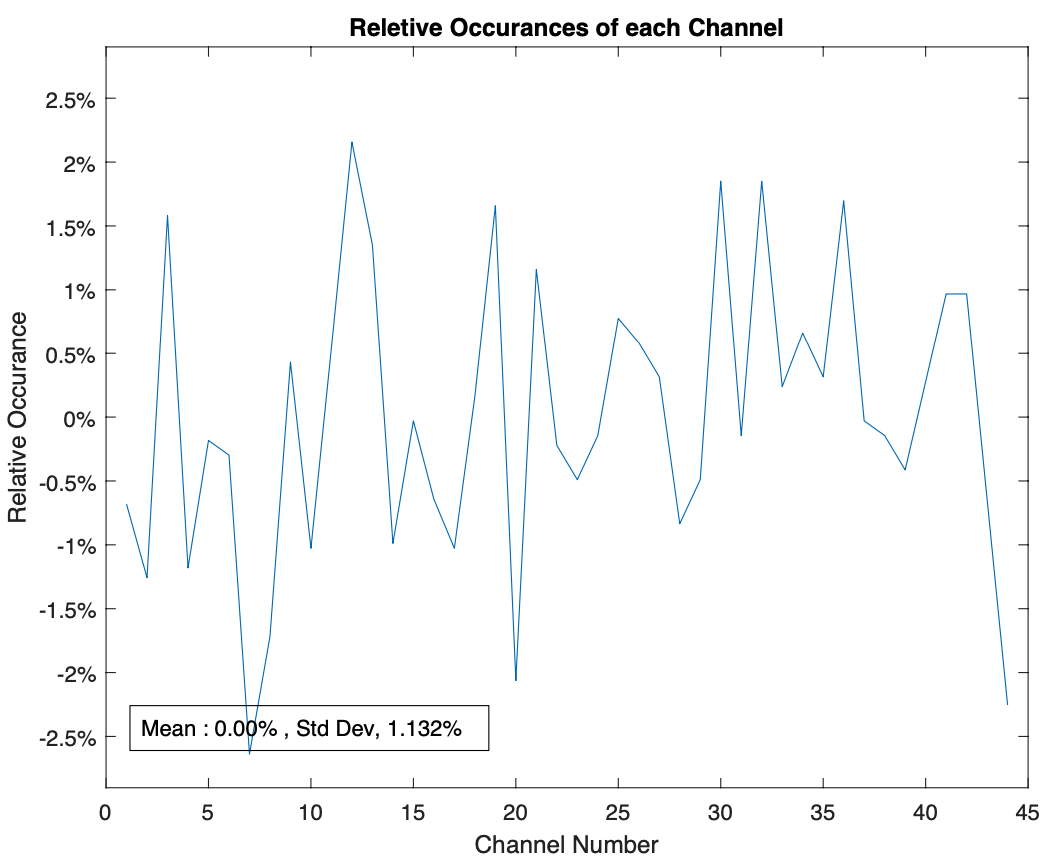 Reletive Occurances of each Channel
Relative Occurance
2.5%
2%
1.5%
1%
0.5%
0%
-0.5%
-1%
-1.5%
-2%
-2.5%
Mean : 0.00% , Std Dev, 1.132%
0 5 10 15 20 25 30 35 40 45
Channel Number